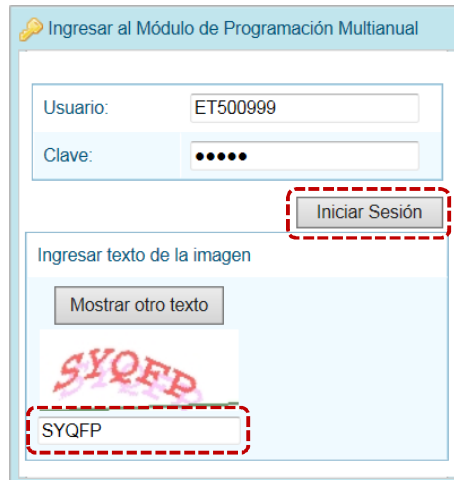 Ingresar al Módulo de Programación Multianual
Usuario: ET500999
Clave: •••••
Iniciar Sesión
Ingresar texto de la imagen
Mostrar otro texto
SYQFP
SYQFP